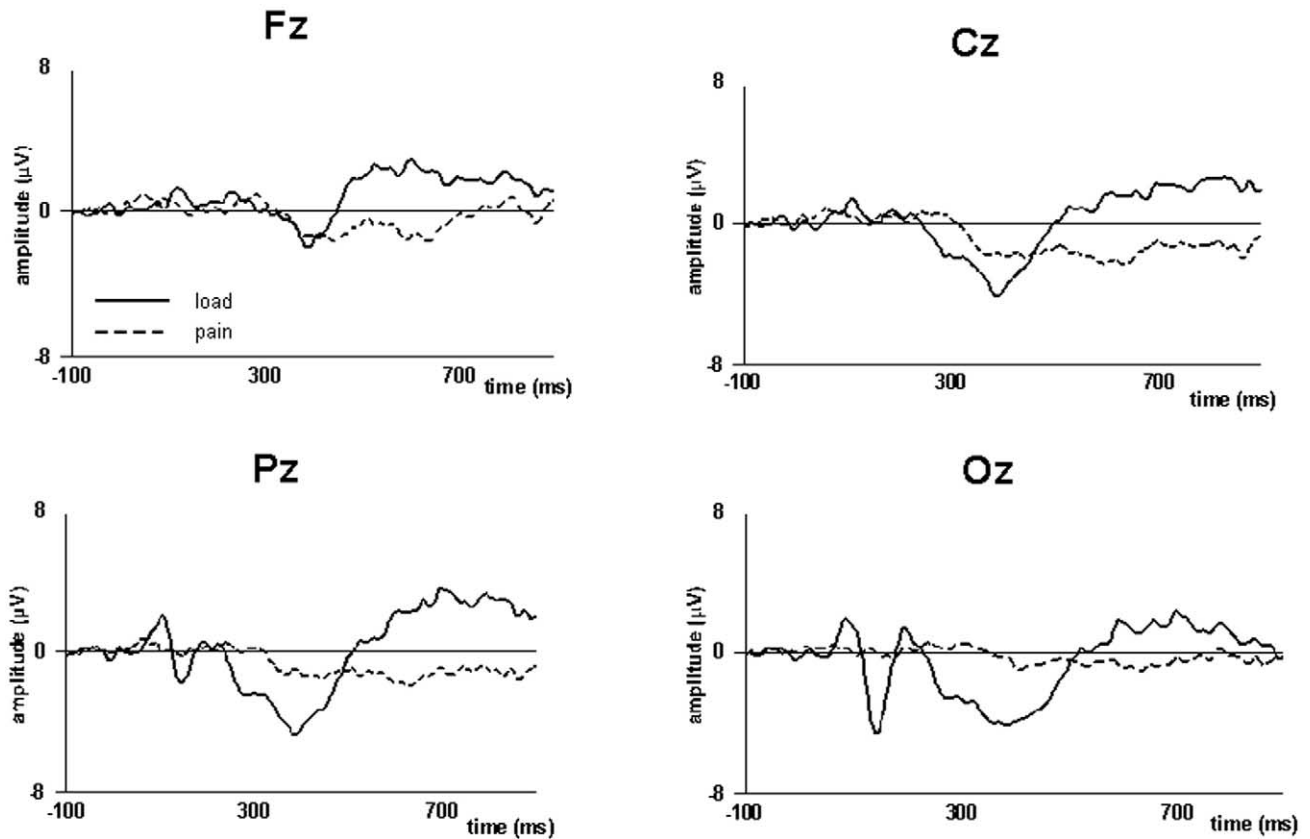 Fz
8
amplitude (µV)
0
load
pain
-8
-100 300 700 time (ms)
Cz
8
amplitude (µV)
0
-8
-100 300 700 time (ms)
Pz
8
amplitude (µV)
0
-8
-100 300 700 time (ms)
Oz
8
amplitude (µV)
0
-8
-100 300 700 time (ms)